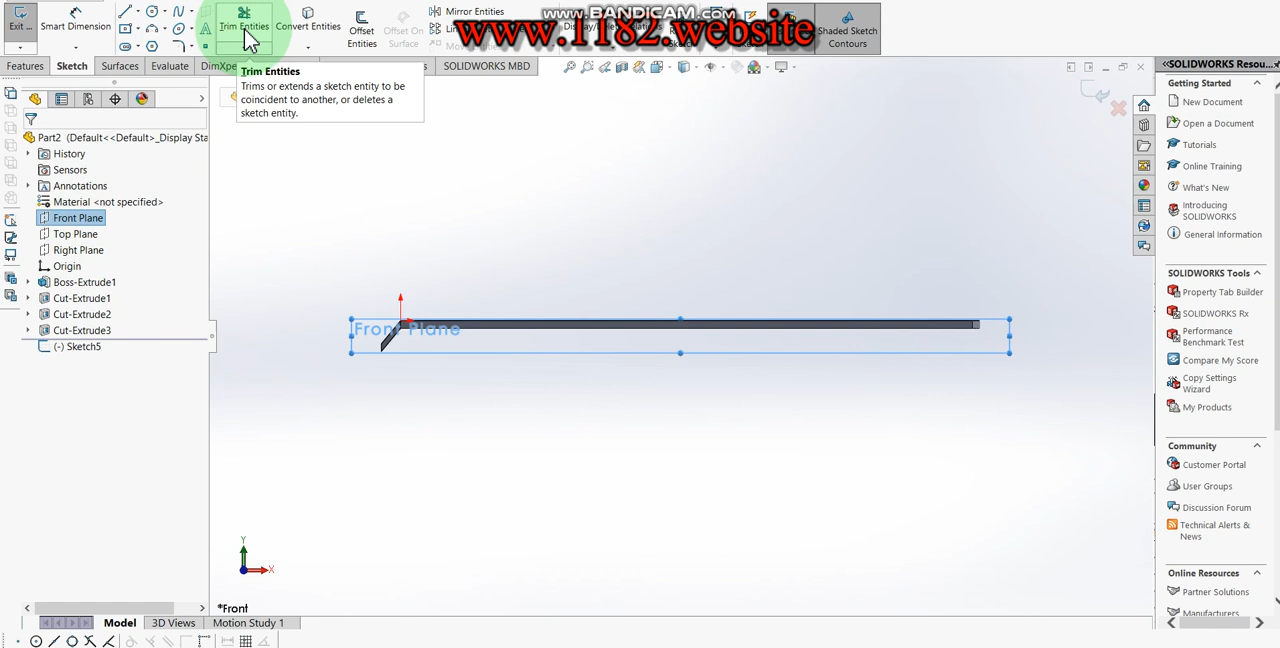 www.BANDICAM.com
www.1182.website
Exit ...
Smart Dimension
Trim Entities
Convert Entities
Offset Entities
Offset On Surface
Mirror Entities
Shaded Sketch Contours
Features
Sketch
Surfaces
Evaluate
DimXpe
SOLIDWORKS MBD
Trim Entities
Trims or extends a sketch entity to be
coincident to another, or deletes a
sketch entity.
Part2 (Default<<Default>_Display Sta
History
Sensors
Annotations
Material <not specified>
Front Plane
Top Plane
Right Plane
Origin
Boss-Extrude1
Cut-Extrude1
Cut-Extrude2
Cut-Extrude3
(-) Sketch5
Front Plane
Y
X
*Front
Model
3D Views
Motion Study 1
SOLIDWORKS Resou...
Getting Started
New Document
Open a Document
Tutorials
Online Training
What's New
Introducing
SOLIDWORKS
General Information
SOLIDWORKS Tools
Property Tab Builder
SOLIDWORKS Rx
Performance
Benchmark Test
Compare My Score
Copy Settings
Wizard
My Products
Community
Customer Portal
User Groups
Discussion Forum
Technical Alerts &
News
Online Resources
Partner Solutions